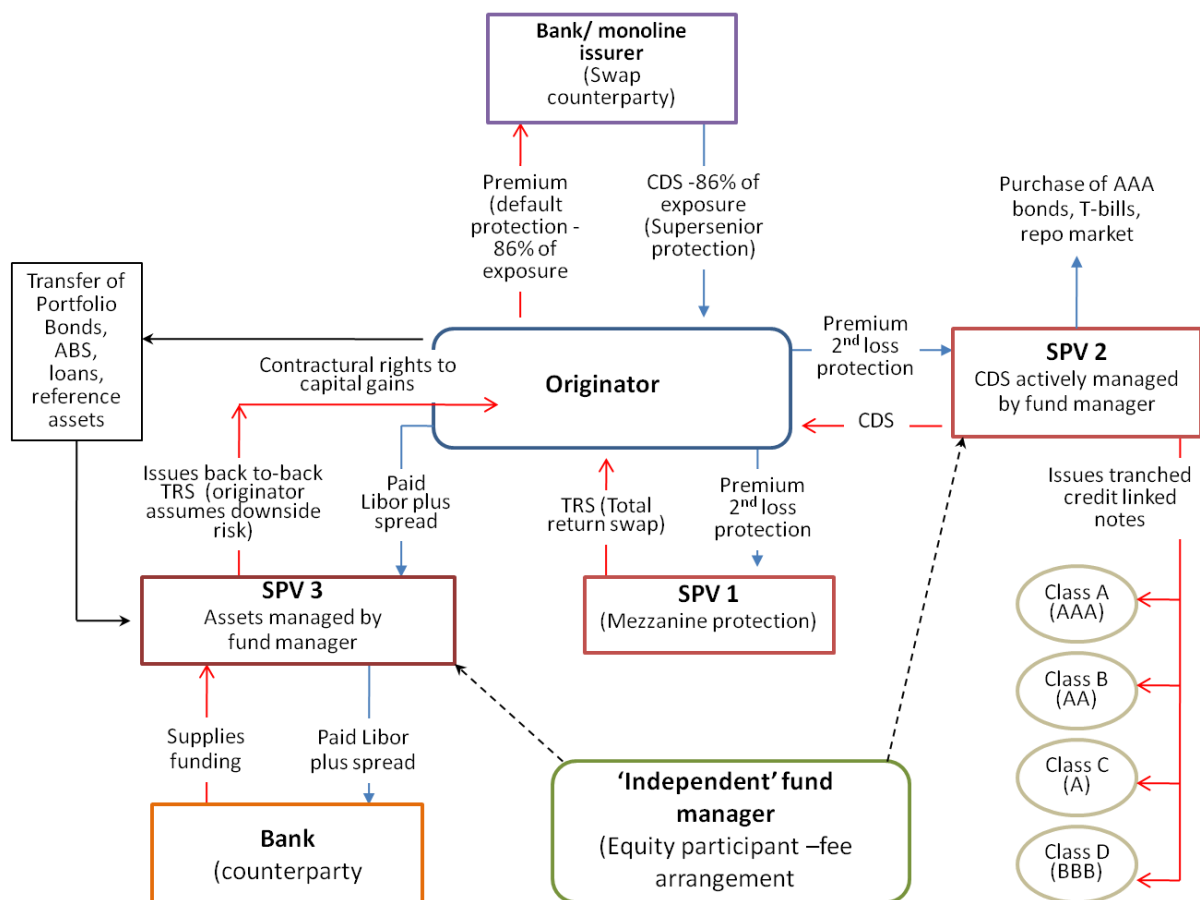 Bank/ monoline
issurer
(Swap
counterparty)
Premium
(default
protection -
86% of
exposure
CDS -86% of
exposure
(Supersenior
protection)
Purchase of AAA
bonds, T-bills,
repo market
Transfer of
Portfolio
Bonds,
ABS,
loans,
reference
assets
Contractural rights to
capital gains
Originator
Premium
2nd loss
protection
SPV 2
CDS actively managed
by fund manager
CDS
Issues back to-back
TRS (originator
assumes downside
risk)
Paid
Libor plus
spread
TRS (Total
return swap)
Premium
2nd loss
protection
Issues tranched
credit linked
notes
SPV 3
Assets managed by
fund manager
SPV 1
(Mezzanine protection)
Class A
(AAA)
Class B
(AA)
Class C
(A)
Class D
(BBB)
Supplies
funding
Paid Libor
plus spread
Bank
(counterparty
‘Independent’ fund
manager
(Equity participant –fee
arrangement